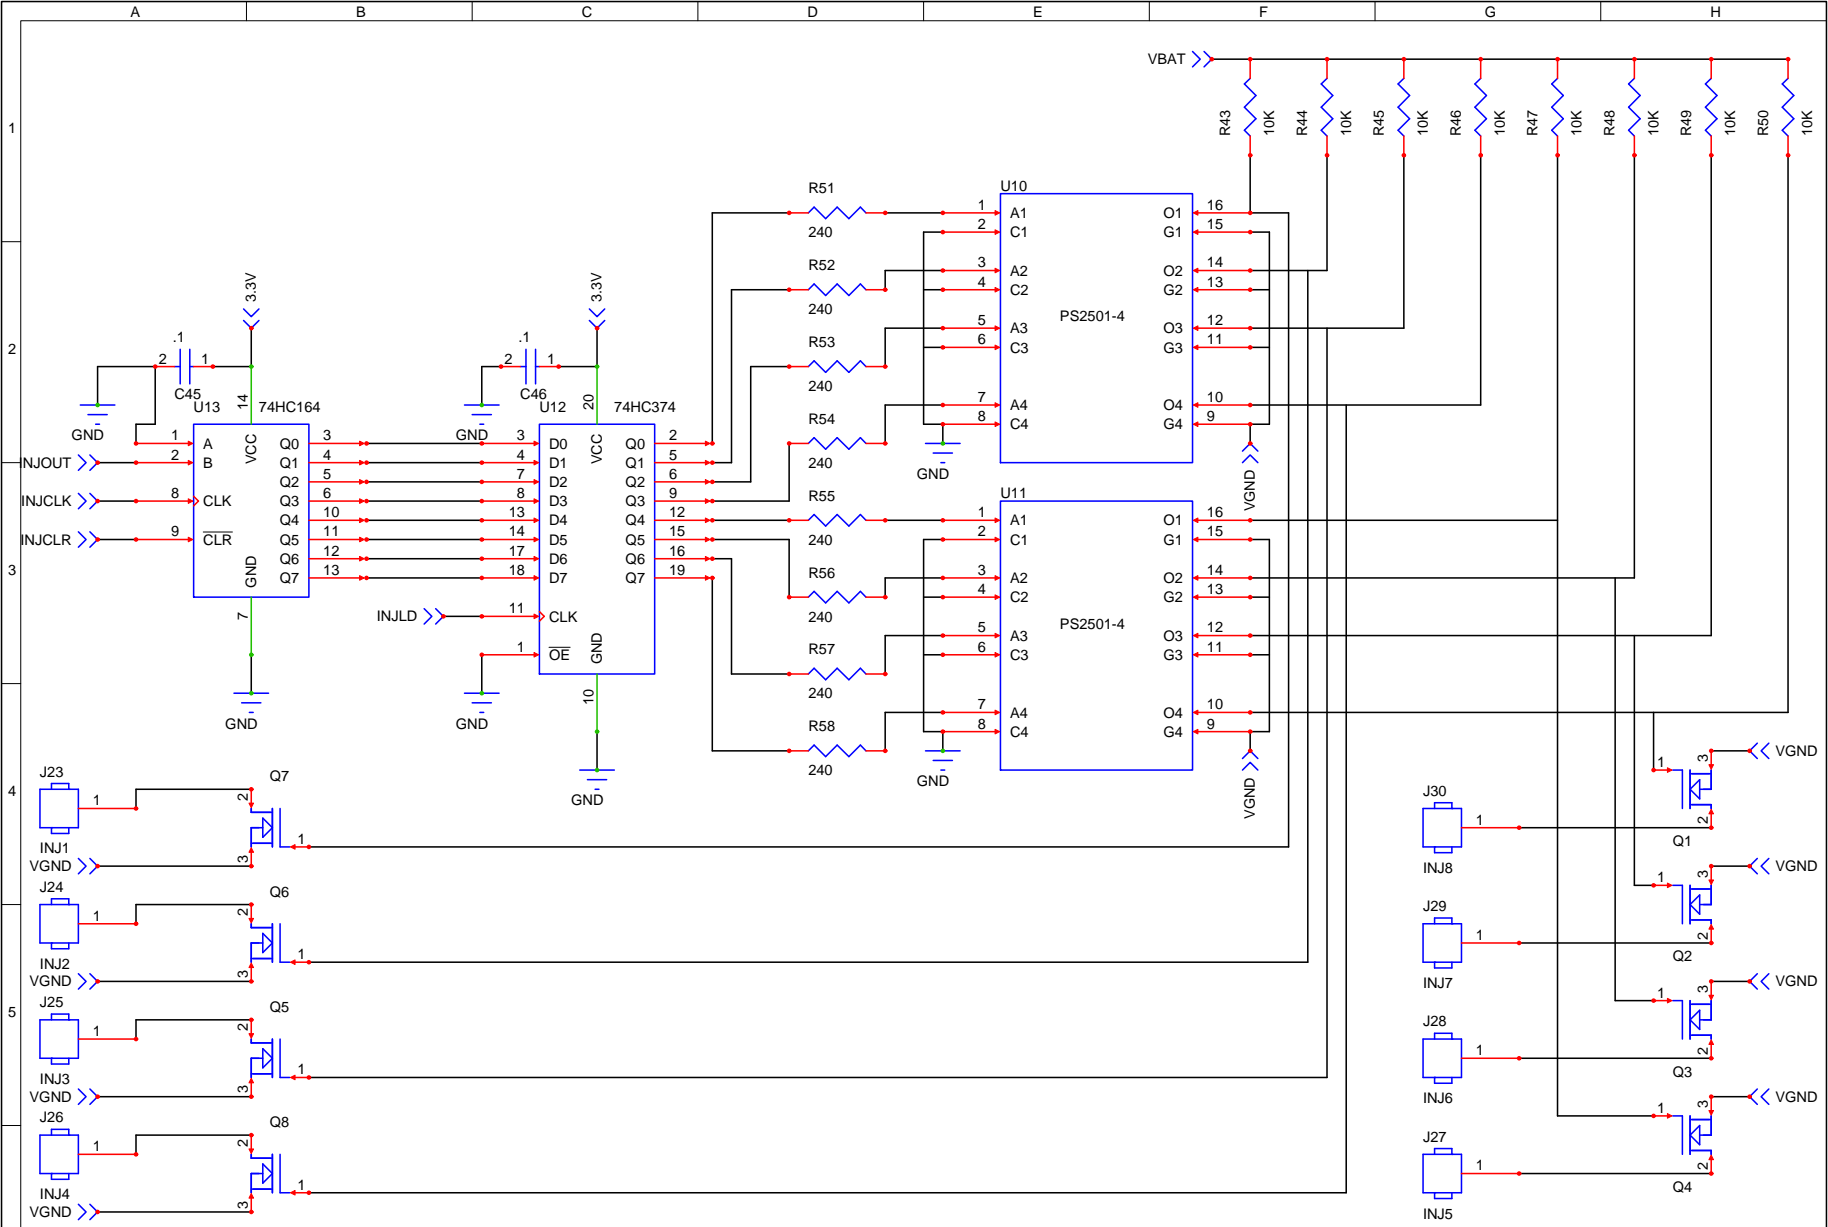 A B C D E F G H
1
2
3
4
5
VBAT
R43 10K R44 10K R45 10K R46 10K R47 10K R48 10K R49 10K R50 10K
3.3V
.1
2 1
C45
GND
U13
14
74HC164
1 A VCC Q0 3
INJOUT 2 B Q1 4
Q2 5
INJCLK 8 CLK Q3 6
Q4 10
INJCLR 9 CLR Q5 11
GND Q6 12
Q7 13
7
GND
3.3V
.1
2 1
C46
GND
U12
20
74HC374
3 D0 VCC Q0 2
4 D1 Q1 5
7 D2 Q2 6
8 D3 Q3 9
13 D4 Q4 12
14 D5 Q5 15
17 D6 Q6 16
18 D7 Q7 19
INJLD 11 CLK
1 OE GND
10
GND
GND
R51
240
R52
240
R53
240
R54
240
R55
240
R56
240
R57
240
R58
240
U10
1 A1 O1 16
2 C1 G1 15
3 A2 O2 14
4 C2 G2 13
PS2501-4
5 A3 O3 12
6 C3 G3 11
7 A4 O4 10
8 C4 G4 9
GND
VGND
U11
1 A1 O1 16
2 C1 G1 15
3 A2 O2 14
4 C2 G2 13
PS2501-4
5 A3 O3 12
6 C3 G3 11
7 A4 O4 10
8 C4 G4 9
GND
VGND
J23
1
INJ1
VGND
Q7
2
1
3
J24
1
INJ2
VGND
Q6
2
1
3
J25
1
INJ3
VGND
Q5
2
1
3
J26
1
INJ4
VGND
Q8
2
1
3
VGND
3
1
2
Q1
J30
1
INJ8
VGND
3
1
2
Q2
J29
1
INJ7
VGND
3
1
2
Q3
J28
1
INJ6
VGND
3
1
2
Q4
J27
1
INJ5